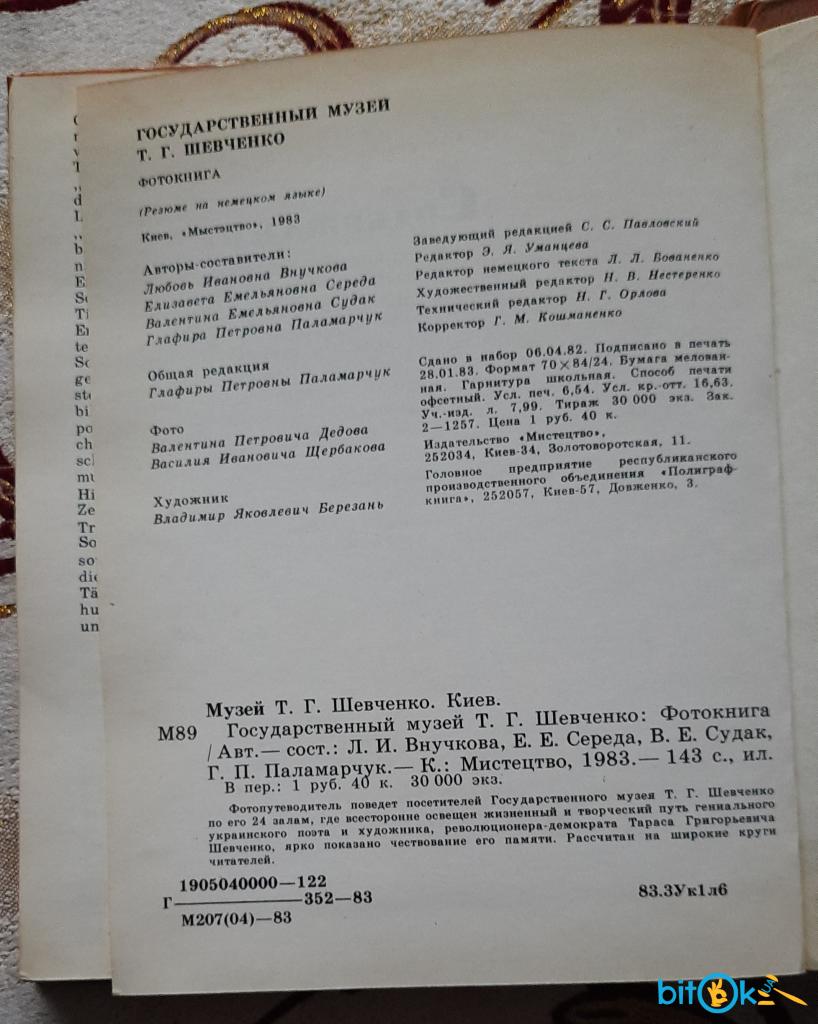 ГОСУДАРСТВЕННЫЙ МУЗЕЙ
Т. Г. ШЕВЧЕНКО
ФОТОКНИГА
(Резюме на немецком языке)
Киев, «Мыстэцтво», 1983
Авторы-составители:
Любовь Ивановна Внучкова
Елизавета Емельяновна Середа
Валентина Емельяновна Судак
Глафира Петровна Паламарчук
Общая редакция
Глафиры Петровны Паламарчук
Фото
Валентина Петровича Дедова
Василия Ивановича Щербакова
Художник
Владимир Яковлевич Березань
Заведующий редакцией С. С. Павловский
Редактор Э. Я. Уманцева
Редактор немецкого текста Л. Л. Бованенко
Художественный редактор Н. В. Нестеренко
Технический редактор Н. Г. Орлова
Корректор Г. М. Кошманенко
Сдано в набор 06.04.82. Подписано в печать
28.01.83. Формат 70×84/24. Бумага мелован-
ная. Гарнитура школьная. Способ печати
офсетный. Усл. печ. 6,54. Усл. кр.-отт. 16,63.
Уч.-изд. л. 7,99. Тираж 30 000 экз. Зак.
2—1257. Цена 1 руб. 40 к.
Издательство «Мистецтво»,
252034, Киев-34, Золотоворотская, 11.
Головное предприятие республиканского
производственного объединения «Полиграф-
книга», 252057, Киев-57, Довженко, 3.
Музей Т. Г. Шевченко. Киев.
М89 Государственный музей Т. Г. Шевченко: Фотокнига
/ Авт.— сост.: Л. И. Внучкова, Е. Е. Середа, В. Е. Судак,
Г. П. Паламарчук.— К.: Мистецтво, 1983.— 143 с., ил.
В пер.: 1 руб. 40 к. 30 000 экз.
Фотопутеводитель поведет посетителей Государственного музея Т. Г. Шевченко
по его 24 залам, где всесторонне освещен жизненный и творческий путь гениального
украинского поэта и художника, революционера-демократа Тараса Григорьевича
Шевченко, ярко показано чествование его памяти. Рассчитан на широкие круги
читателей.
1905040000—122
Г 352—83
М207(04)—83
83.3Ук1л6
bitok.ua